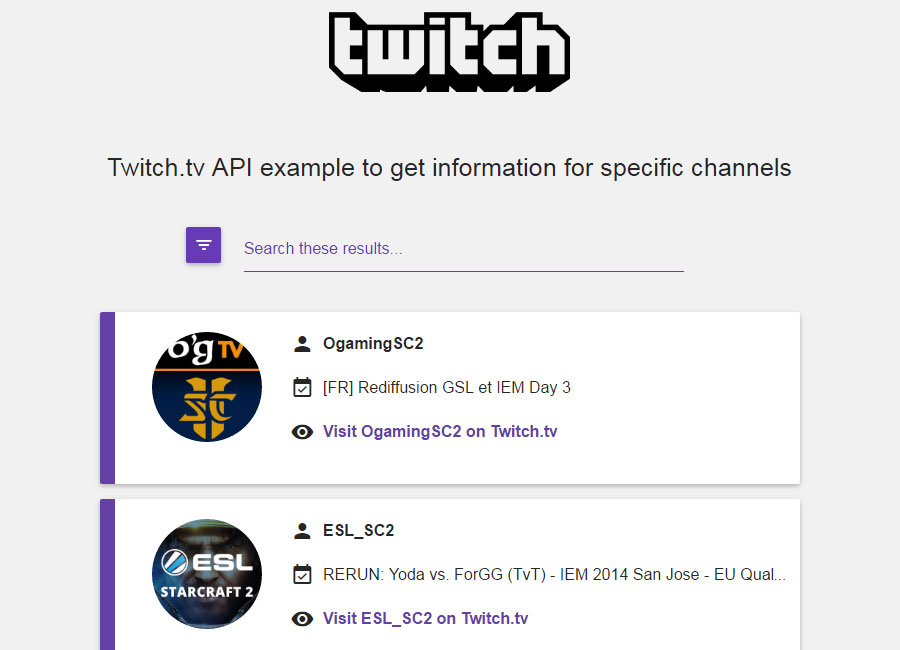 twitch
Twitch.tv API example to get information for specific channels
Search these results...
o'g TV
SC
OgamingSC2
[FR] Rediffusion GSL et IEM Day 3
Visit OgamingSC2 on Twitch.tv
ESL
STARCRAFT 2
ESL_SC2
RERUN: Yoda vs. ForGG (TvT) - IEM 2014 San Jose - EU Qual...
Visit ESL_SC2 on Twitch.tv